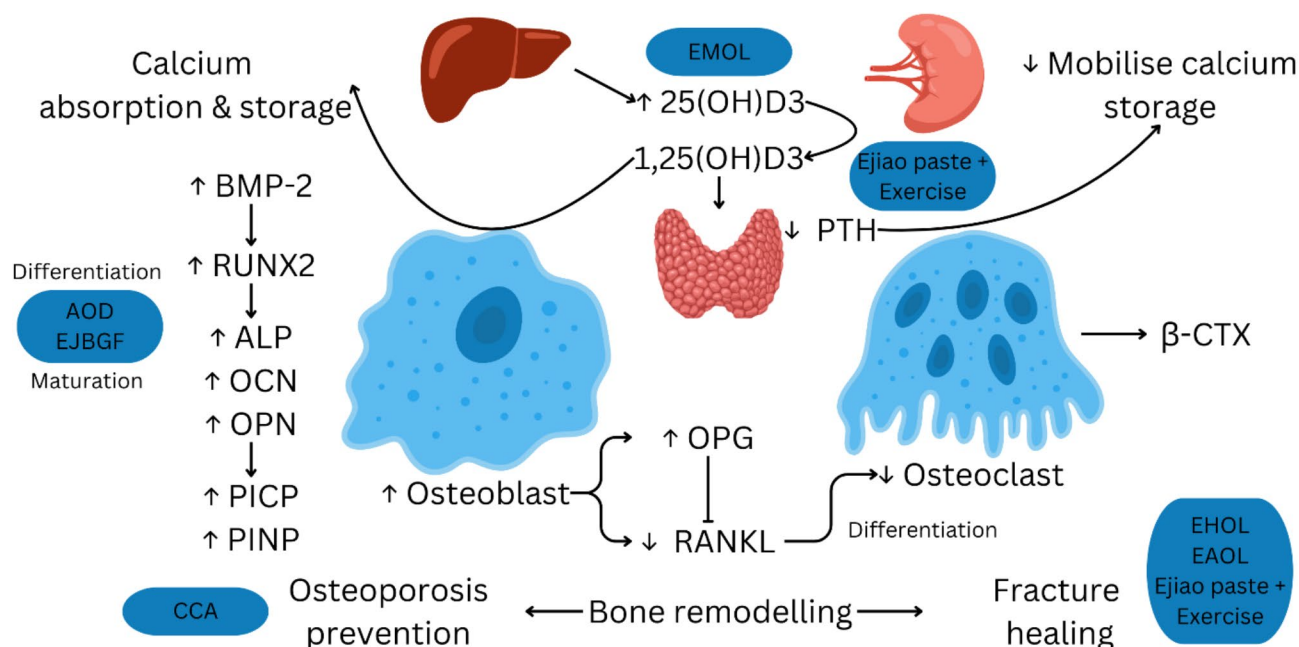 Calcium
absorption & storage
EMOL
↑ 25(OH)D3
1,25(OH)D3
↓ Mobilise calcium
storage
Ejiao paste +
Exercise
↓ PTH
↑ BMP-2
↑ RUNX2
Differentiation
AOD
EJBGF
Maturation
↑ ALP
↑ OCN
↑ OPN
↑ PICP
↑ PINP
β-CTX
↑ OPG
↑ Osteoblast
↓ RANKL
↓ Osteoclast
Differentiation
EHOL
EAOL
Ejiao paste +
Exercise
CCA
Osteoporosis
prevention
Bone remodelling
Fracture
healing